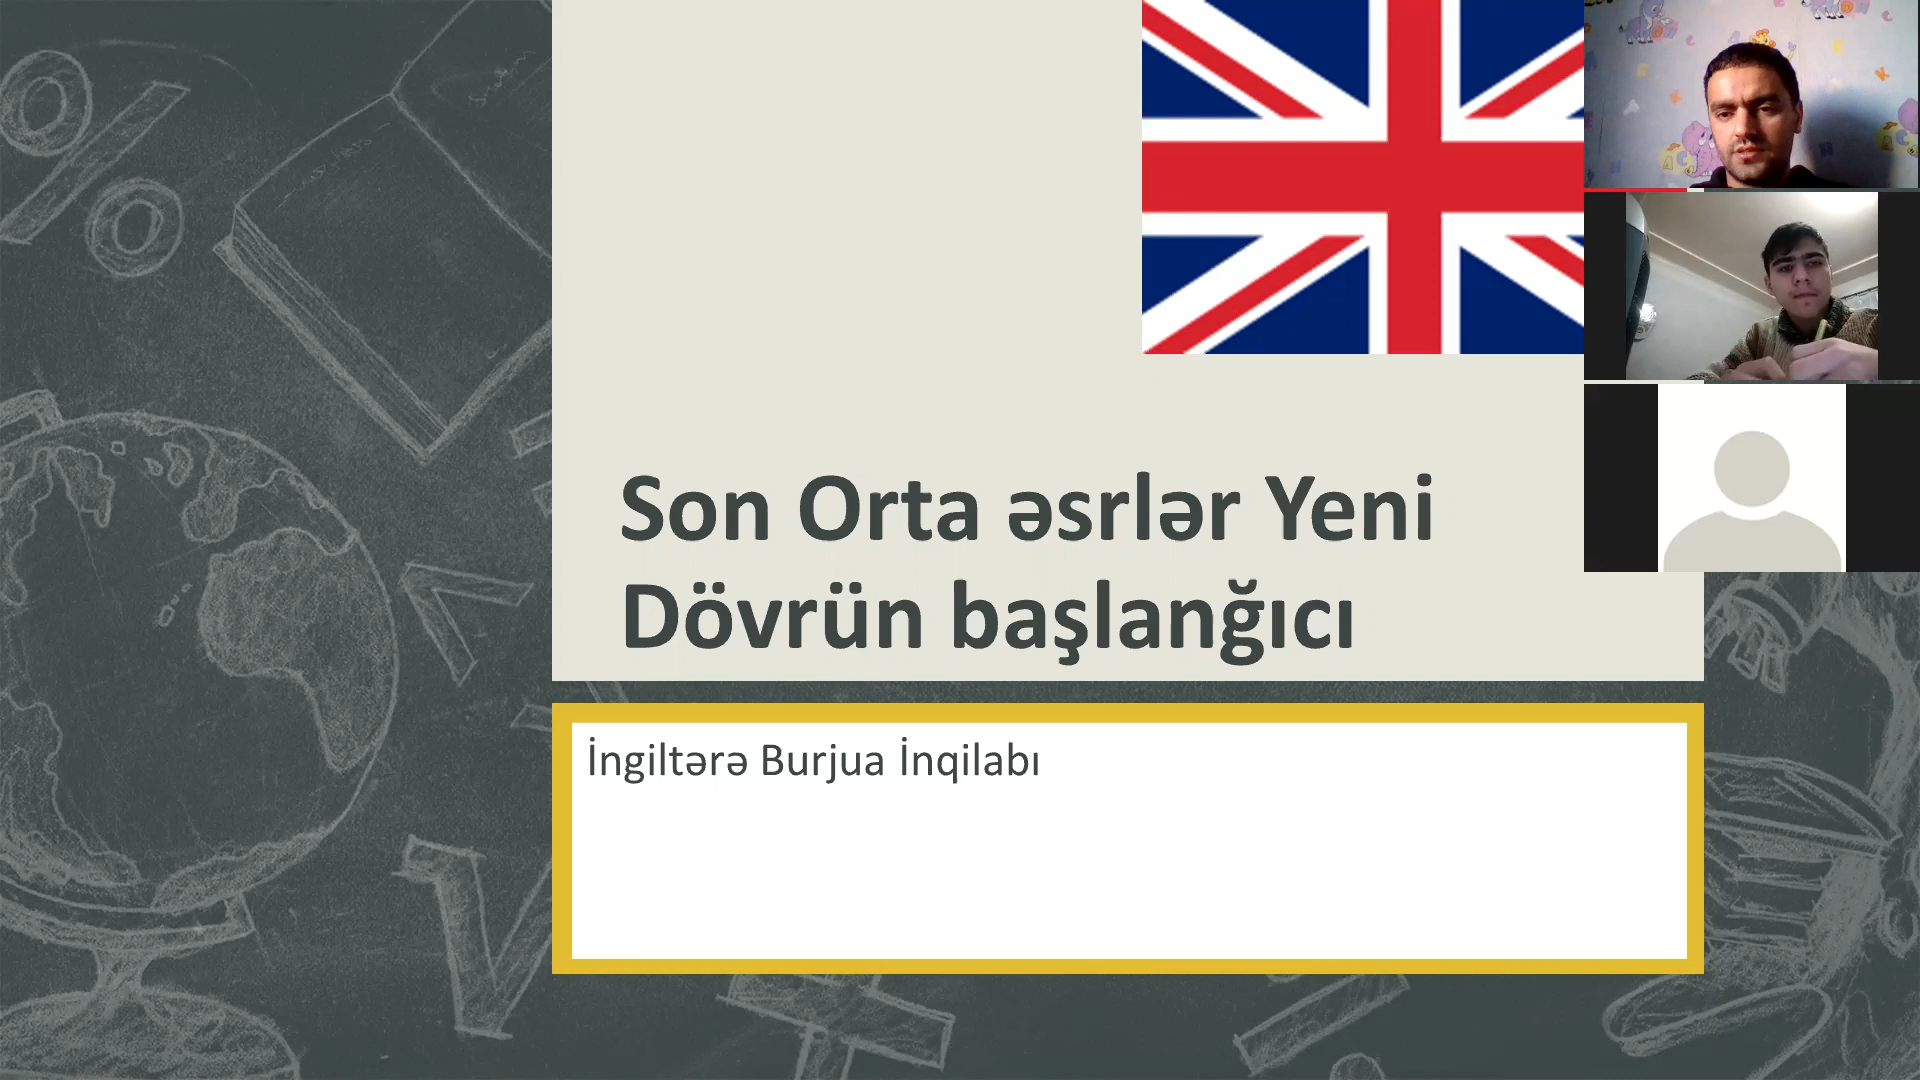 Son Orta əsrlər Yeni
Dövrün başlanğıcı
İngiltərə Burjua İnqilabı